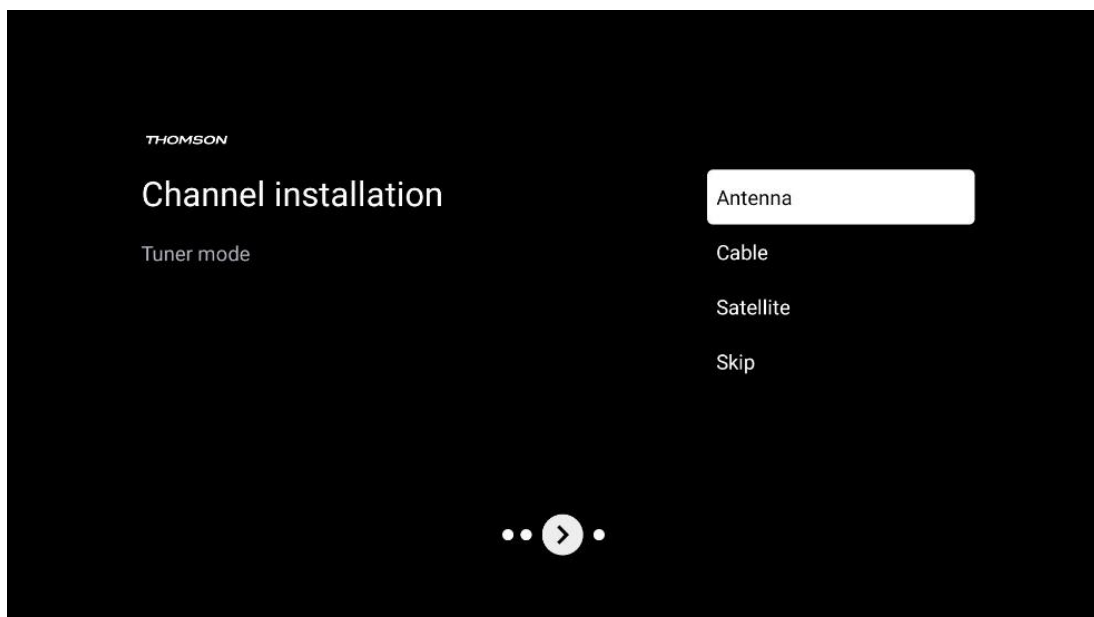 THOMSON
Channel installation
Tuner mode
Antenna
Cable
Satellite
Skip